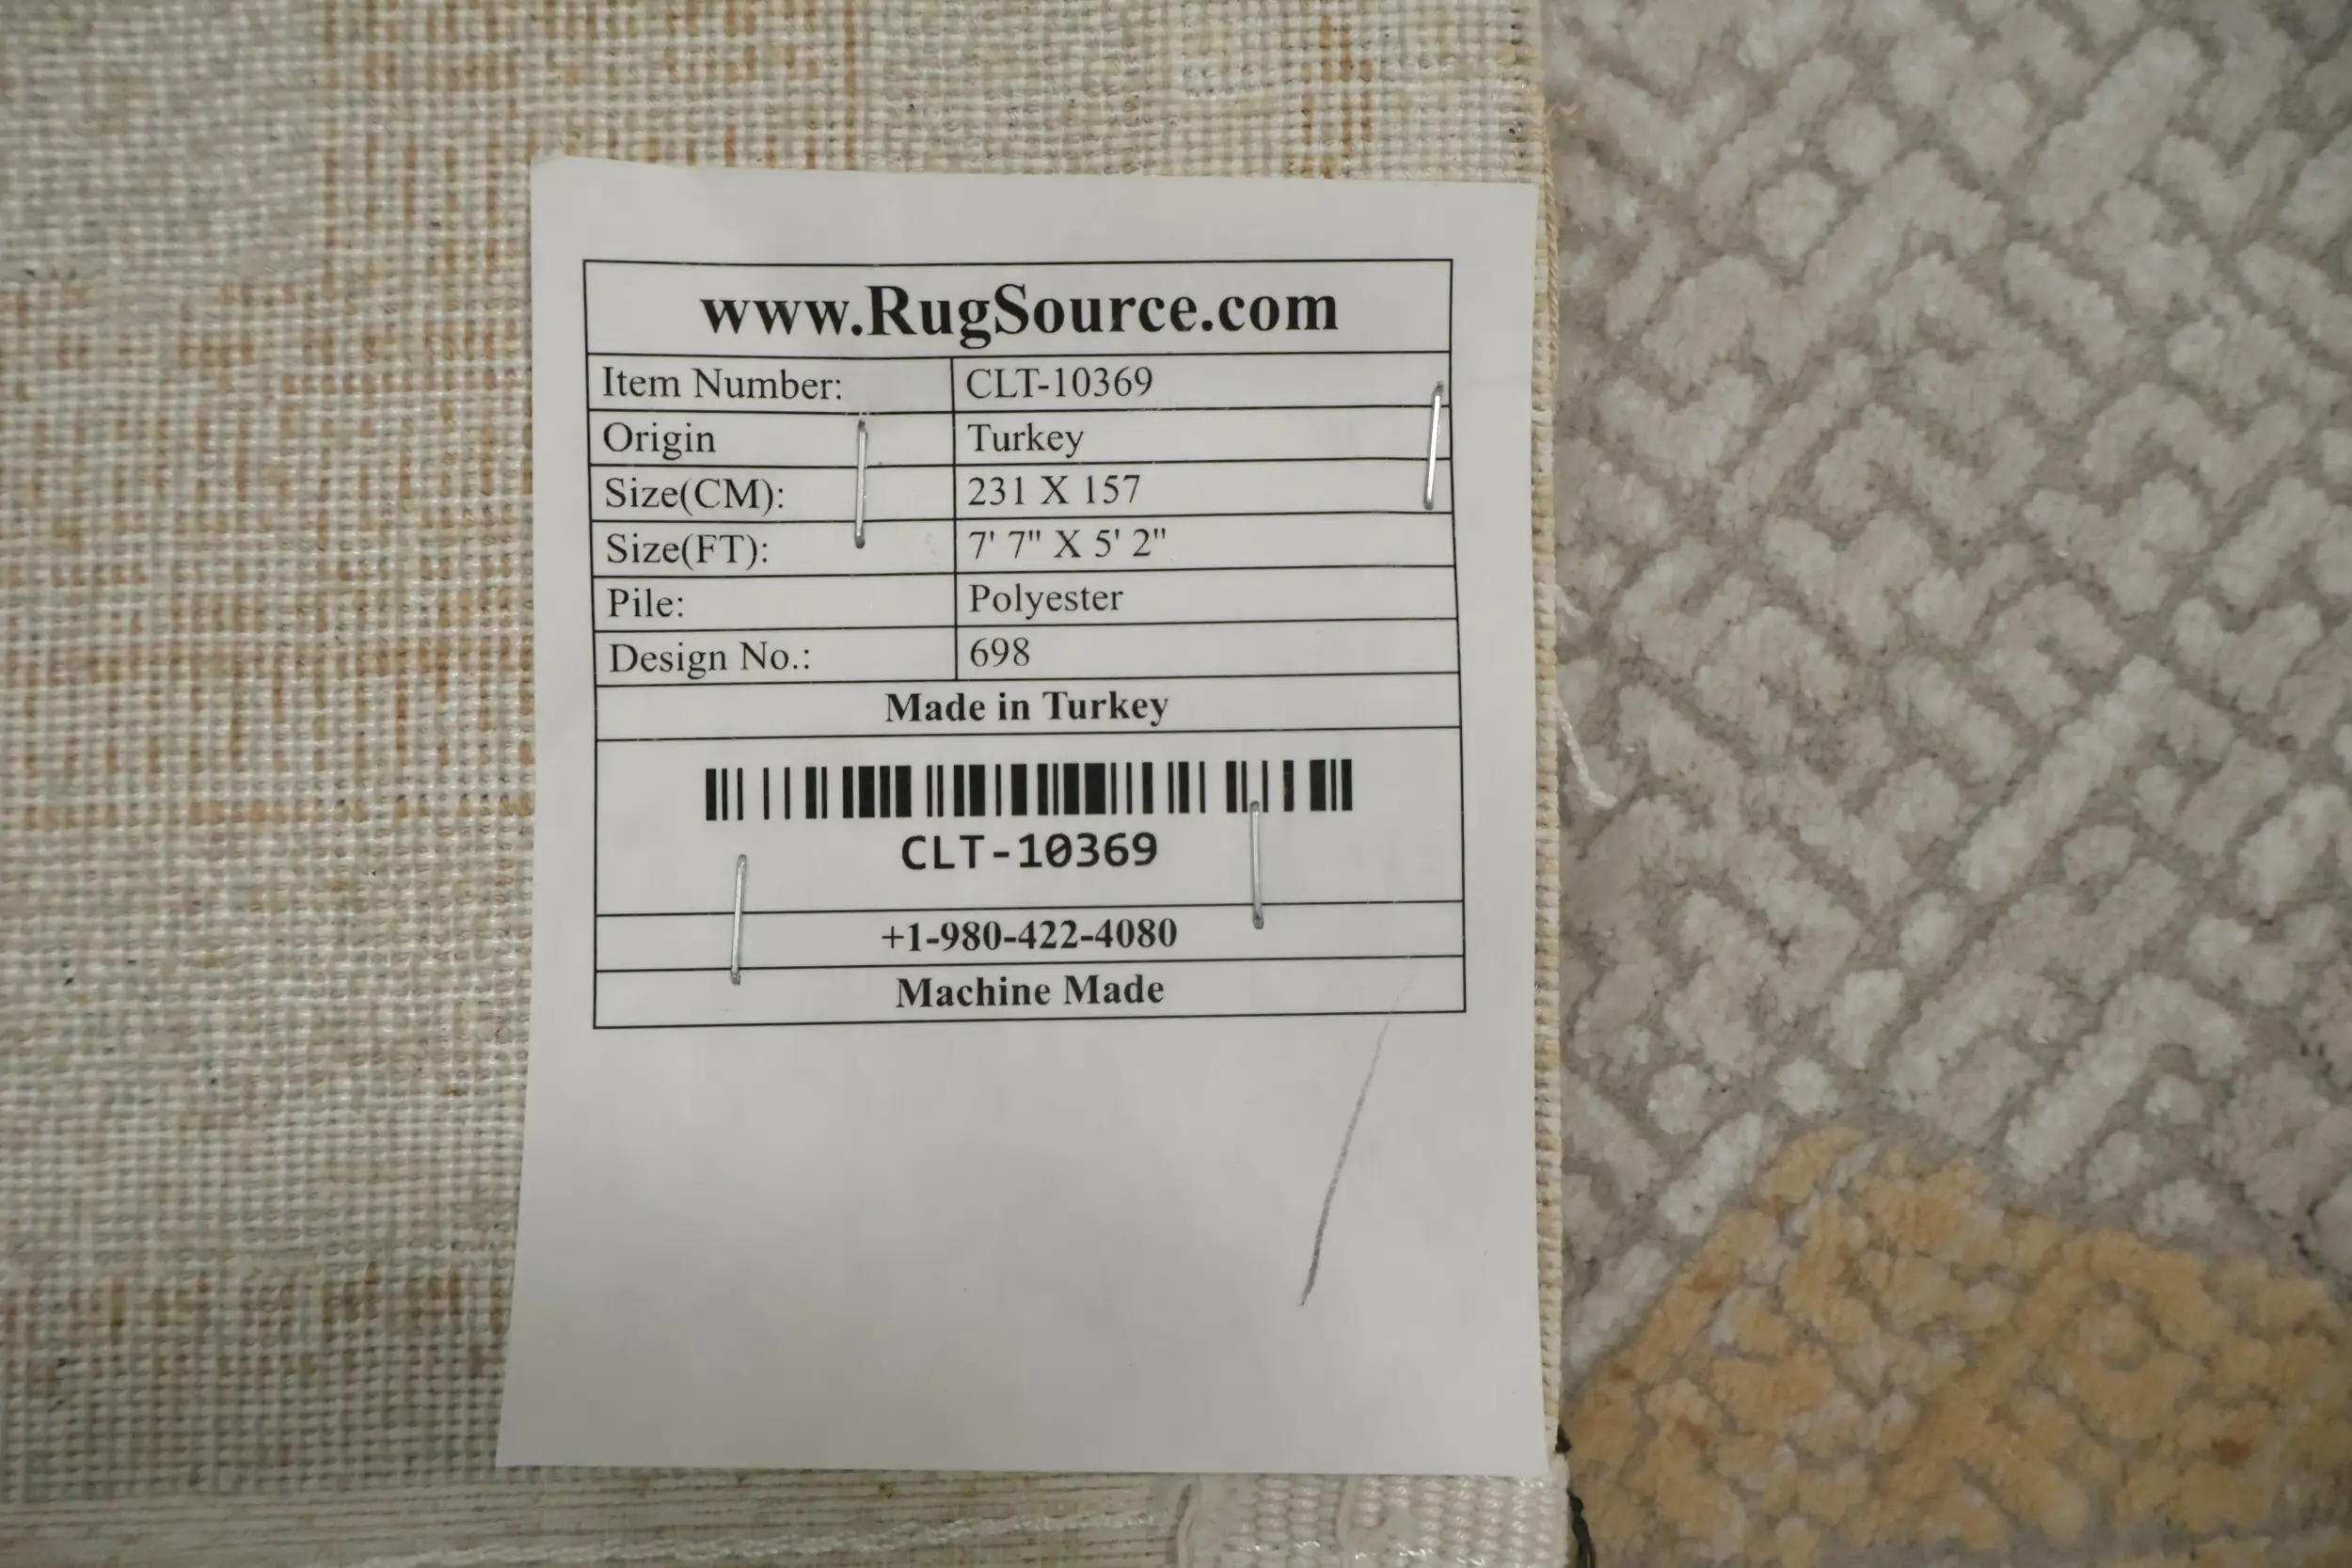 www.RugSource.com
Item Number: CLT-10369
Origin Turkey
Size(CM): 231 X 157
Size(FT): 7' 7" X 5' 2"
Pile: Polyester
Design No.: 698
Made in Turkey
CLT-10369
+1-980-422-4080
Machine Made